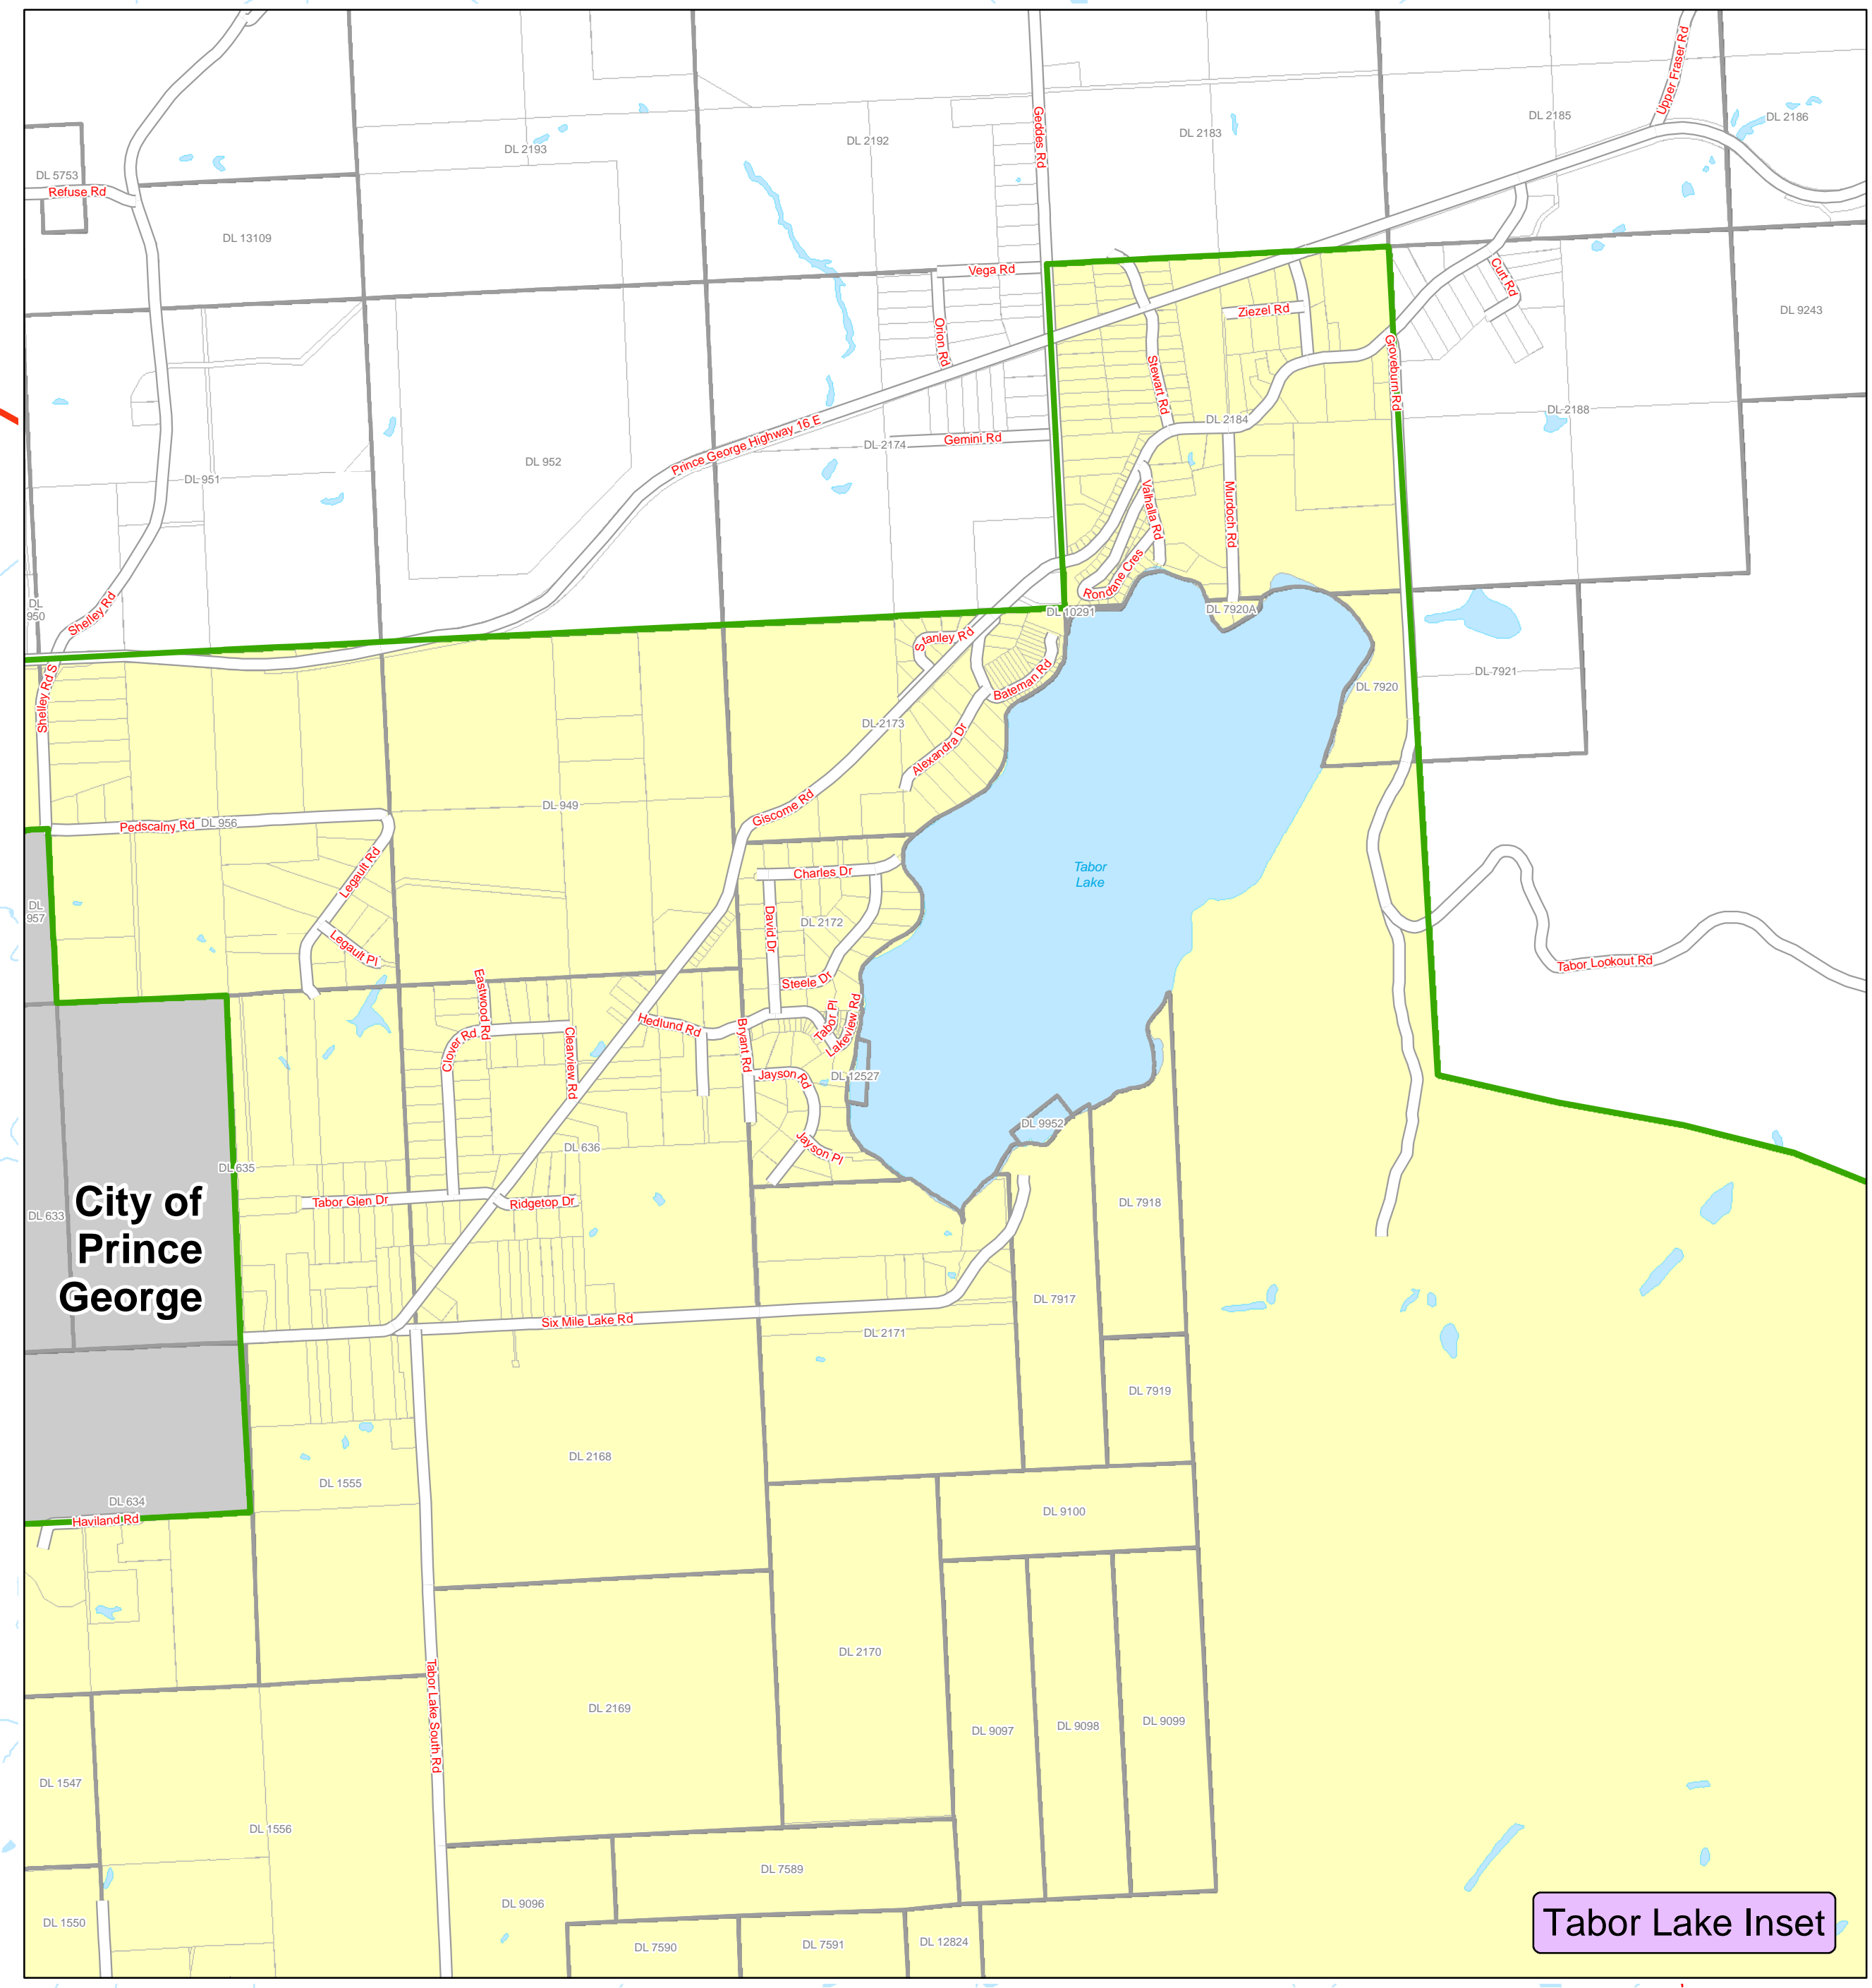 Upper Fraser Rd
DL 2185
DL 2186
Geddes Rd
DL 2183
DL 2192
DL 2193
DL 5753
Refuse Rd
DL 13109
Vega Rd
Curt Rd
Ziezel Rd
DL 9243
Orion Rd
Groveburn Rd
Stewart Rd
DL 2188
DL 2184
Prince George Highway 16 E
Gemini Rd
DL 2174
DL 952
DL 951
Valhalla Rd
Murdoch Rd
Rondane Cres
DL
950
Shelley Rd
DL 10291
DL 7920A
Stanley Rd
Bateman Rd
DL 7921
DL 7920
Shelley Rd S
DL 2173
Alexandra Dr
DL 949
Giscome Rd
Pedscalny Rd
DL 956
Legault Rd
Charles Dr
Tabor
Lake
DL
957
David Dr
DL 2172
Legault Pl
Tabor Lookout Rd
Steele Dr
Eastwood Rd
Tabor Pl
Lakeview Rd
Hedlund Rd
Clover Rd
Clearview Rd
Bryant Rd
Jayson Rd
DL 12527
DL 9952
Jayson Pl
DL 636
DL 635
City of
Prince
George
DL 633
Tabor Glen Dr
Ridgetop Dr
DL 7918
DL 7917
Six Mile Lake Rd
DL 2171
DL 7919
DL 2168
DL 1555
DL 634
Haviland Rd
DL 9100
DL 2170
Tabor Lake South Rd
DL 2169
DL 9097
DL 9098
DL 9099
DL 1547
DL 1556
DL 7589
DL 9096
DL 1550
DL 7590
DL 7591
DL 12824
Tabor Lake Inset